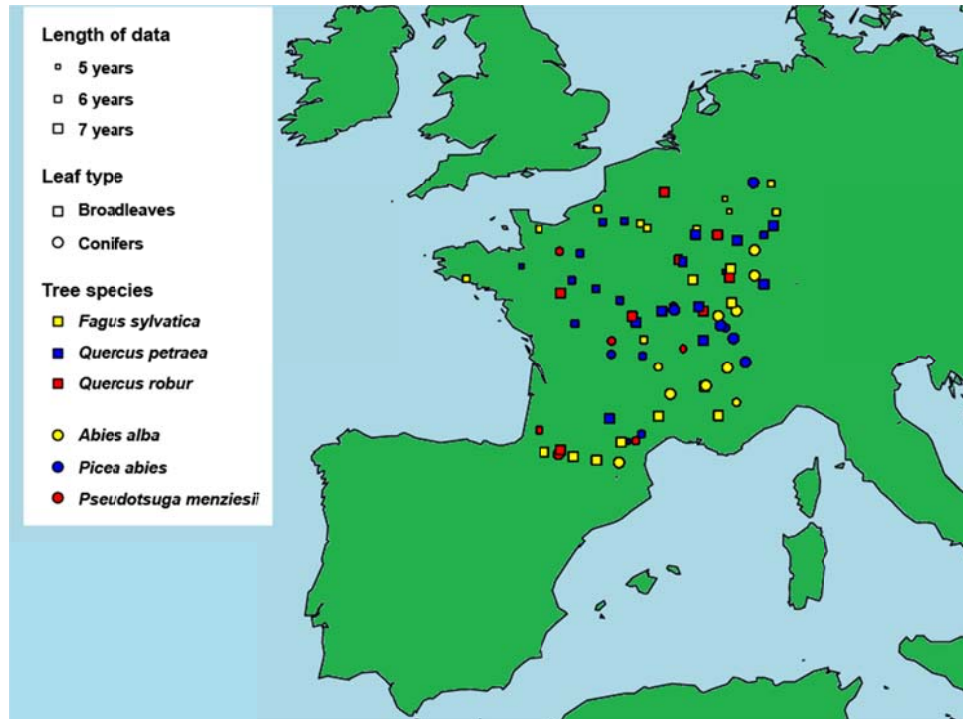 Length of data
5 years
6 years
7 years
Leaf type
Broadleaves
Conifers
Tree species
Fagus sylvatica
Quercus petraea
Quercus robur
Abies alba
Picea abies
Pseudotsuga menziesii